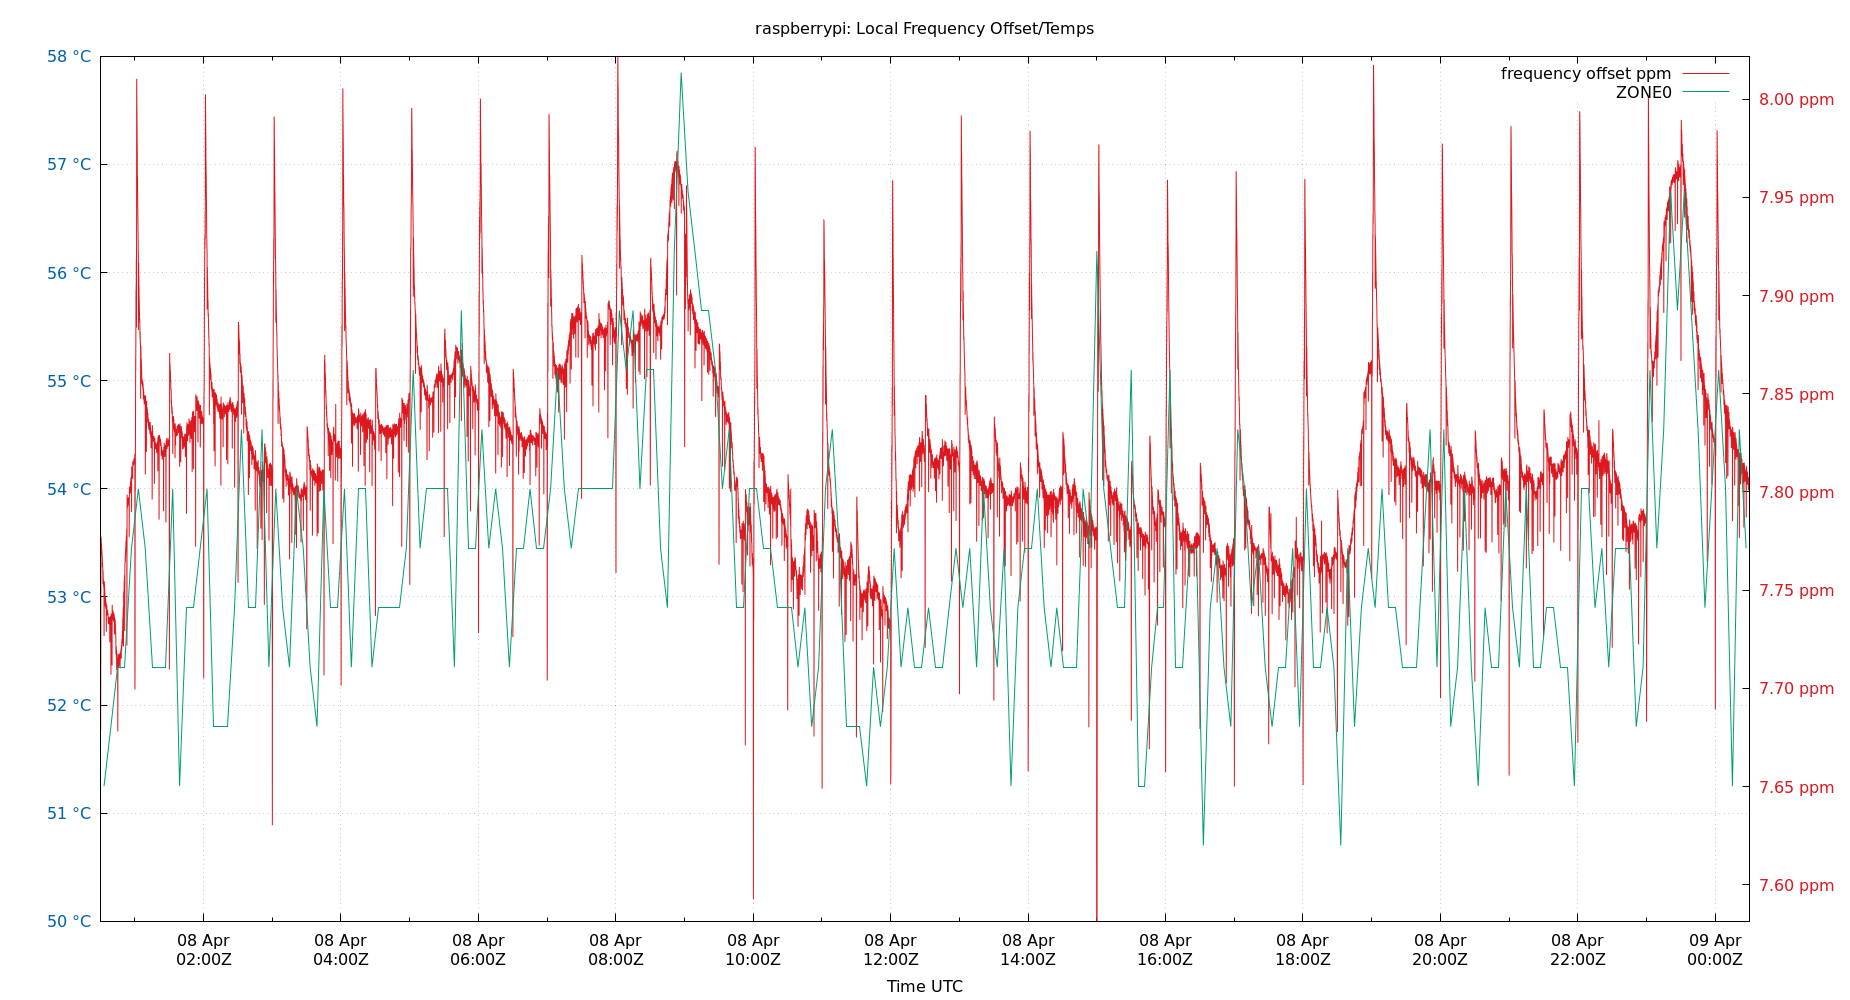 raspberrypi: Local Frequency Offset/Temps
frequency offset ppm
ZONE0
58 °C
57 °C
56 °C
55 °C
54 °C
53 °C
52 °C
51 °C
50 °C
8.00 ppm
7.95 ppm
7.90 ppm
7.85 ppm
7.80 ppm
7.75 ppm
7.70 ppm
7.65 ppm
7.60 ppm
08 Apr 08 Apr 08 Apr 08 Apr 08 Apr 08 Apr 08 Apr 08 Apr 08 Apr 08 Apr 08 Apr 09 Apr
02:00Z 04:00Z 06:00Z 08:00Z 10:00Z 12:00Z 14:00Z 16:00Z 18:00Z 20:00Z 22:00Z 00:00Z
Time UTC